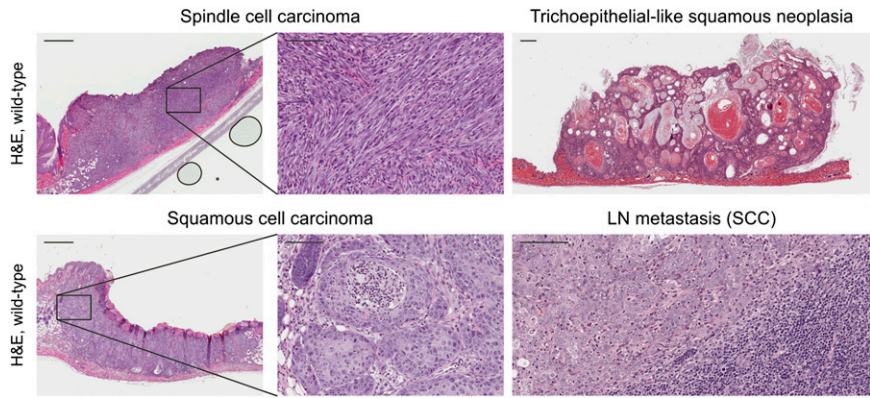 Spindle cell carcinoma
Trichoepithelial-like squamous neoplasia
H&E, wild-type
Squamous cell carcinoma
LN metastasis (SCC)
H&E, wild-type